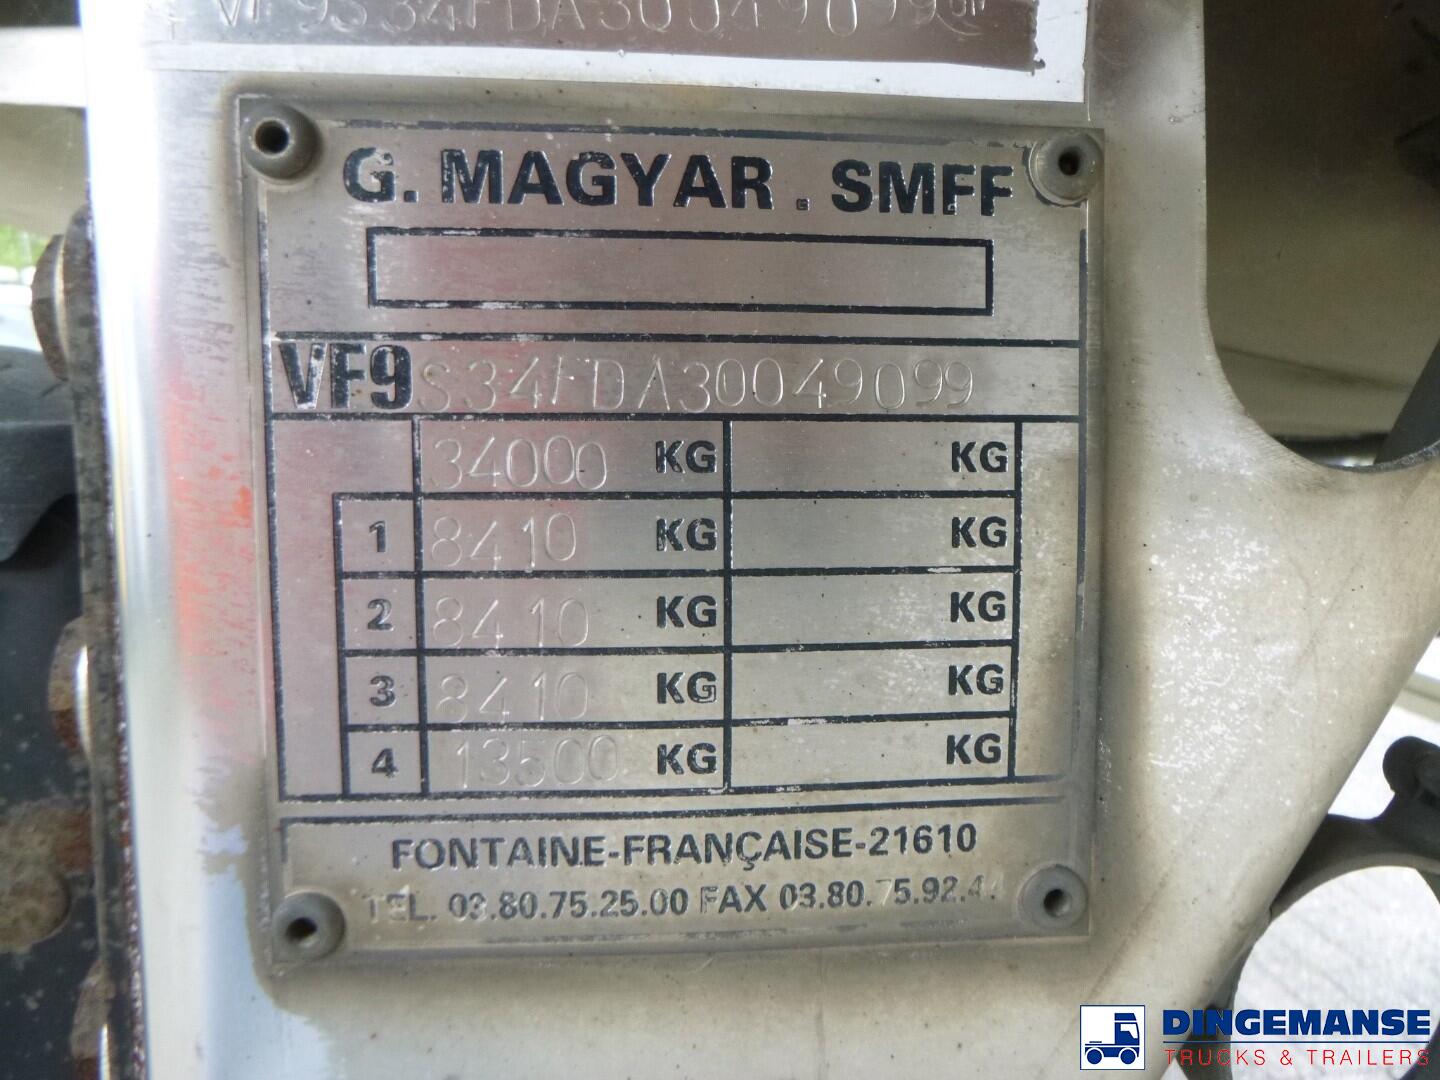 VF9S34FDA30049099
G. MAGYAR . SMFF
VF9S34FDA30049099
34000 KG KG
1 8410 KG KG
2 8410 KG KG
3 8410 KG KG
4 13500 KG KG
FONTAINE-FRANÇAISE-21610
TEL. 03.80.75.25.00 FAX 03.80.75.92.44
DINGEMANSE
TRUCKS & TRAILERS